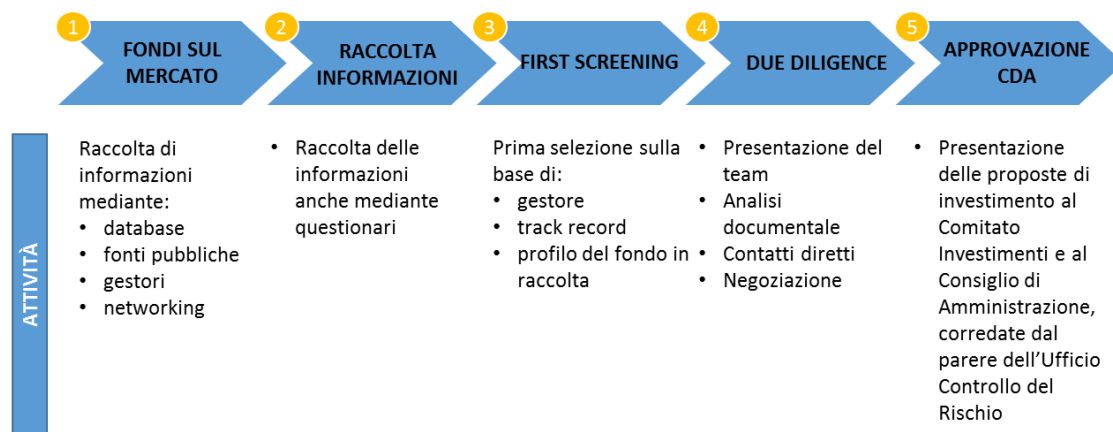 1
FONDI SUL
MERCATO
2
RACCOLTA
INFORMAZIONI
3
FIRST SCREENING
4
DUE DILIGENCE
5
APPROVAZIONE
CDA
ATTIVITÀ
Raccolta di
informazioni
mediante:
• database
• fonti pubbliche
• gestori
• networking
• Raccolta delle
informazioni
anche mediante
questionari
Prima selezione sulla
base di:
• gestore
• track record
• profilo del fondo in
raccolta
• Presentazione del
team
• Analisi
documentale
• Contatti diretti
• Negoziazione
• Presentazione
delle proposte di
investimento al
Comitato
Investimenti e al
Consiglio di
Amministrazione,
corredate dal
parere dell’Ufficio
Controllo del
Rischio